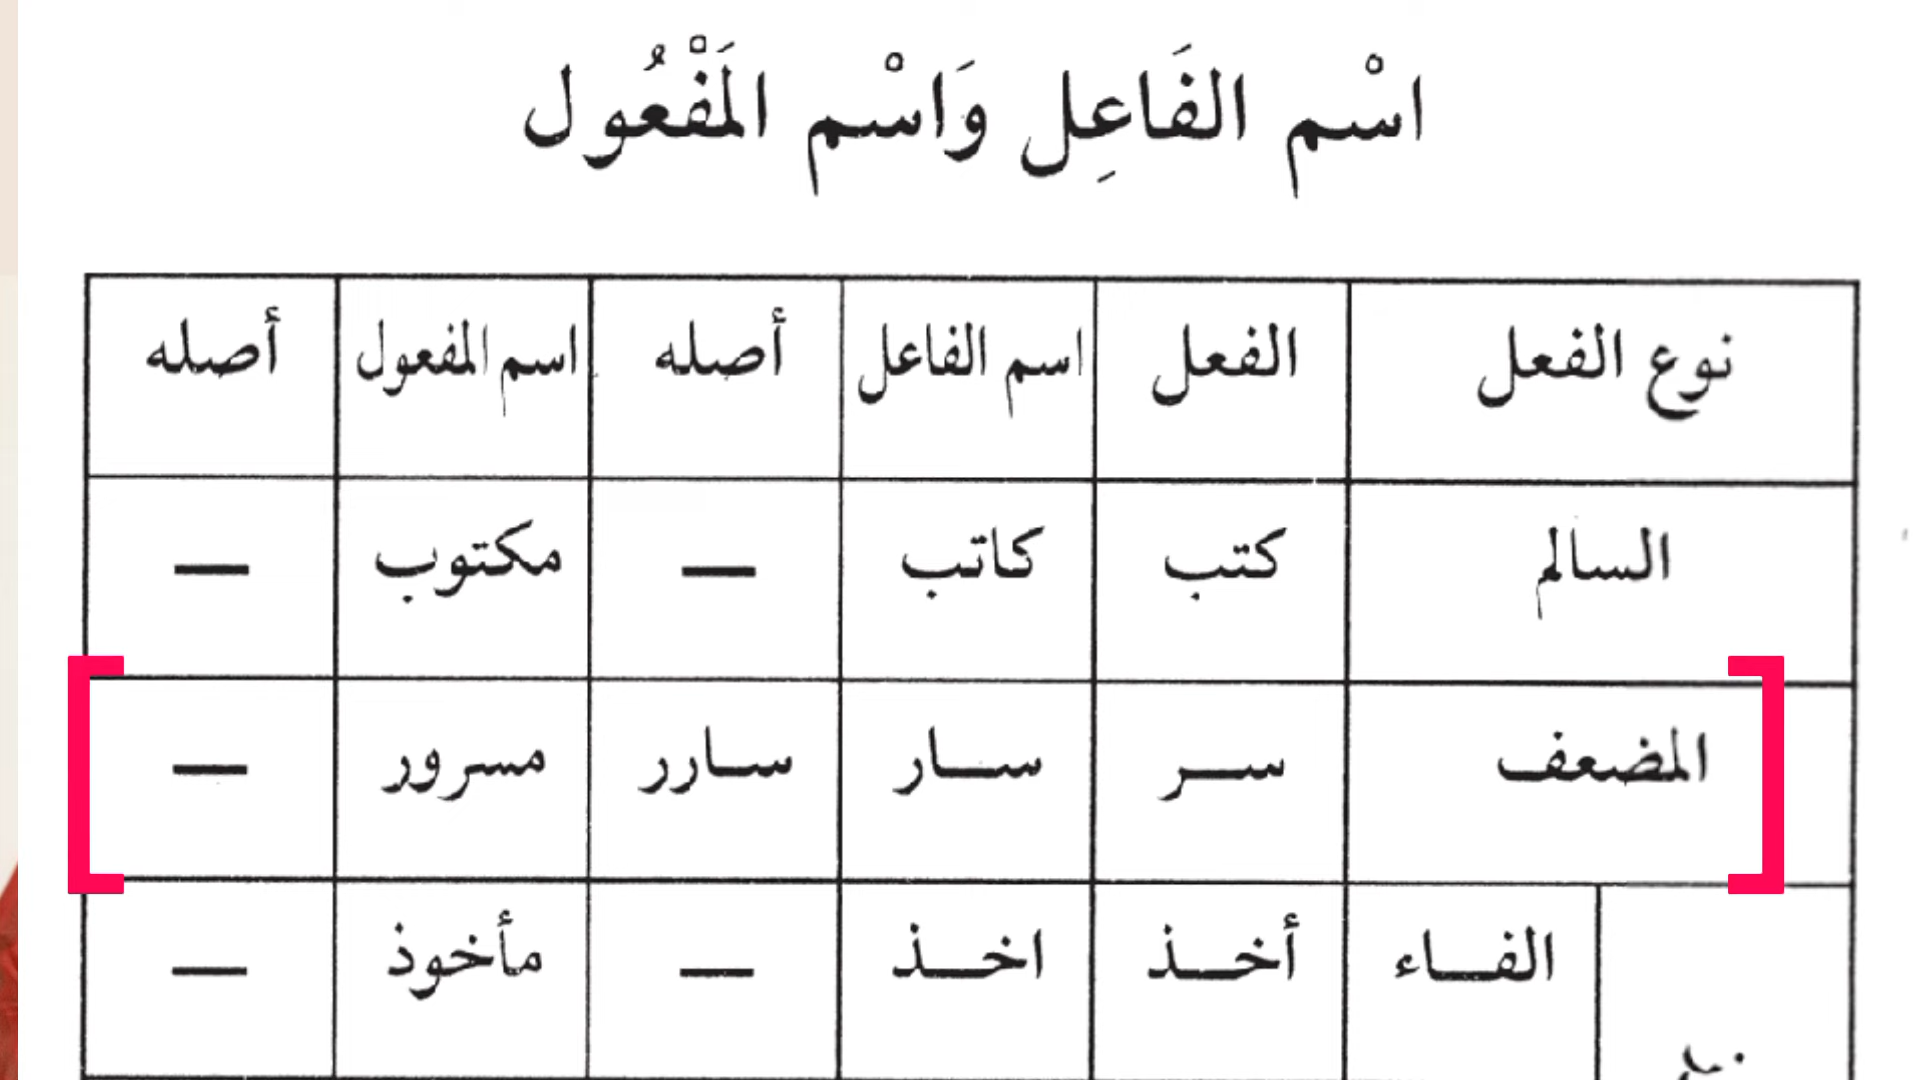 اسْم الفَاعِل وَاسْم المَفْعُول
نوع الفعل الفعل اسم الفاعل أصله اسم المفعول أصله
السالم كتب كاتب — مكتوب —
المضعف سر سار سارر مسرور —
الفاء أخذ اخذ — مأخوذ —